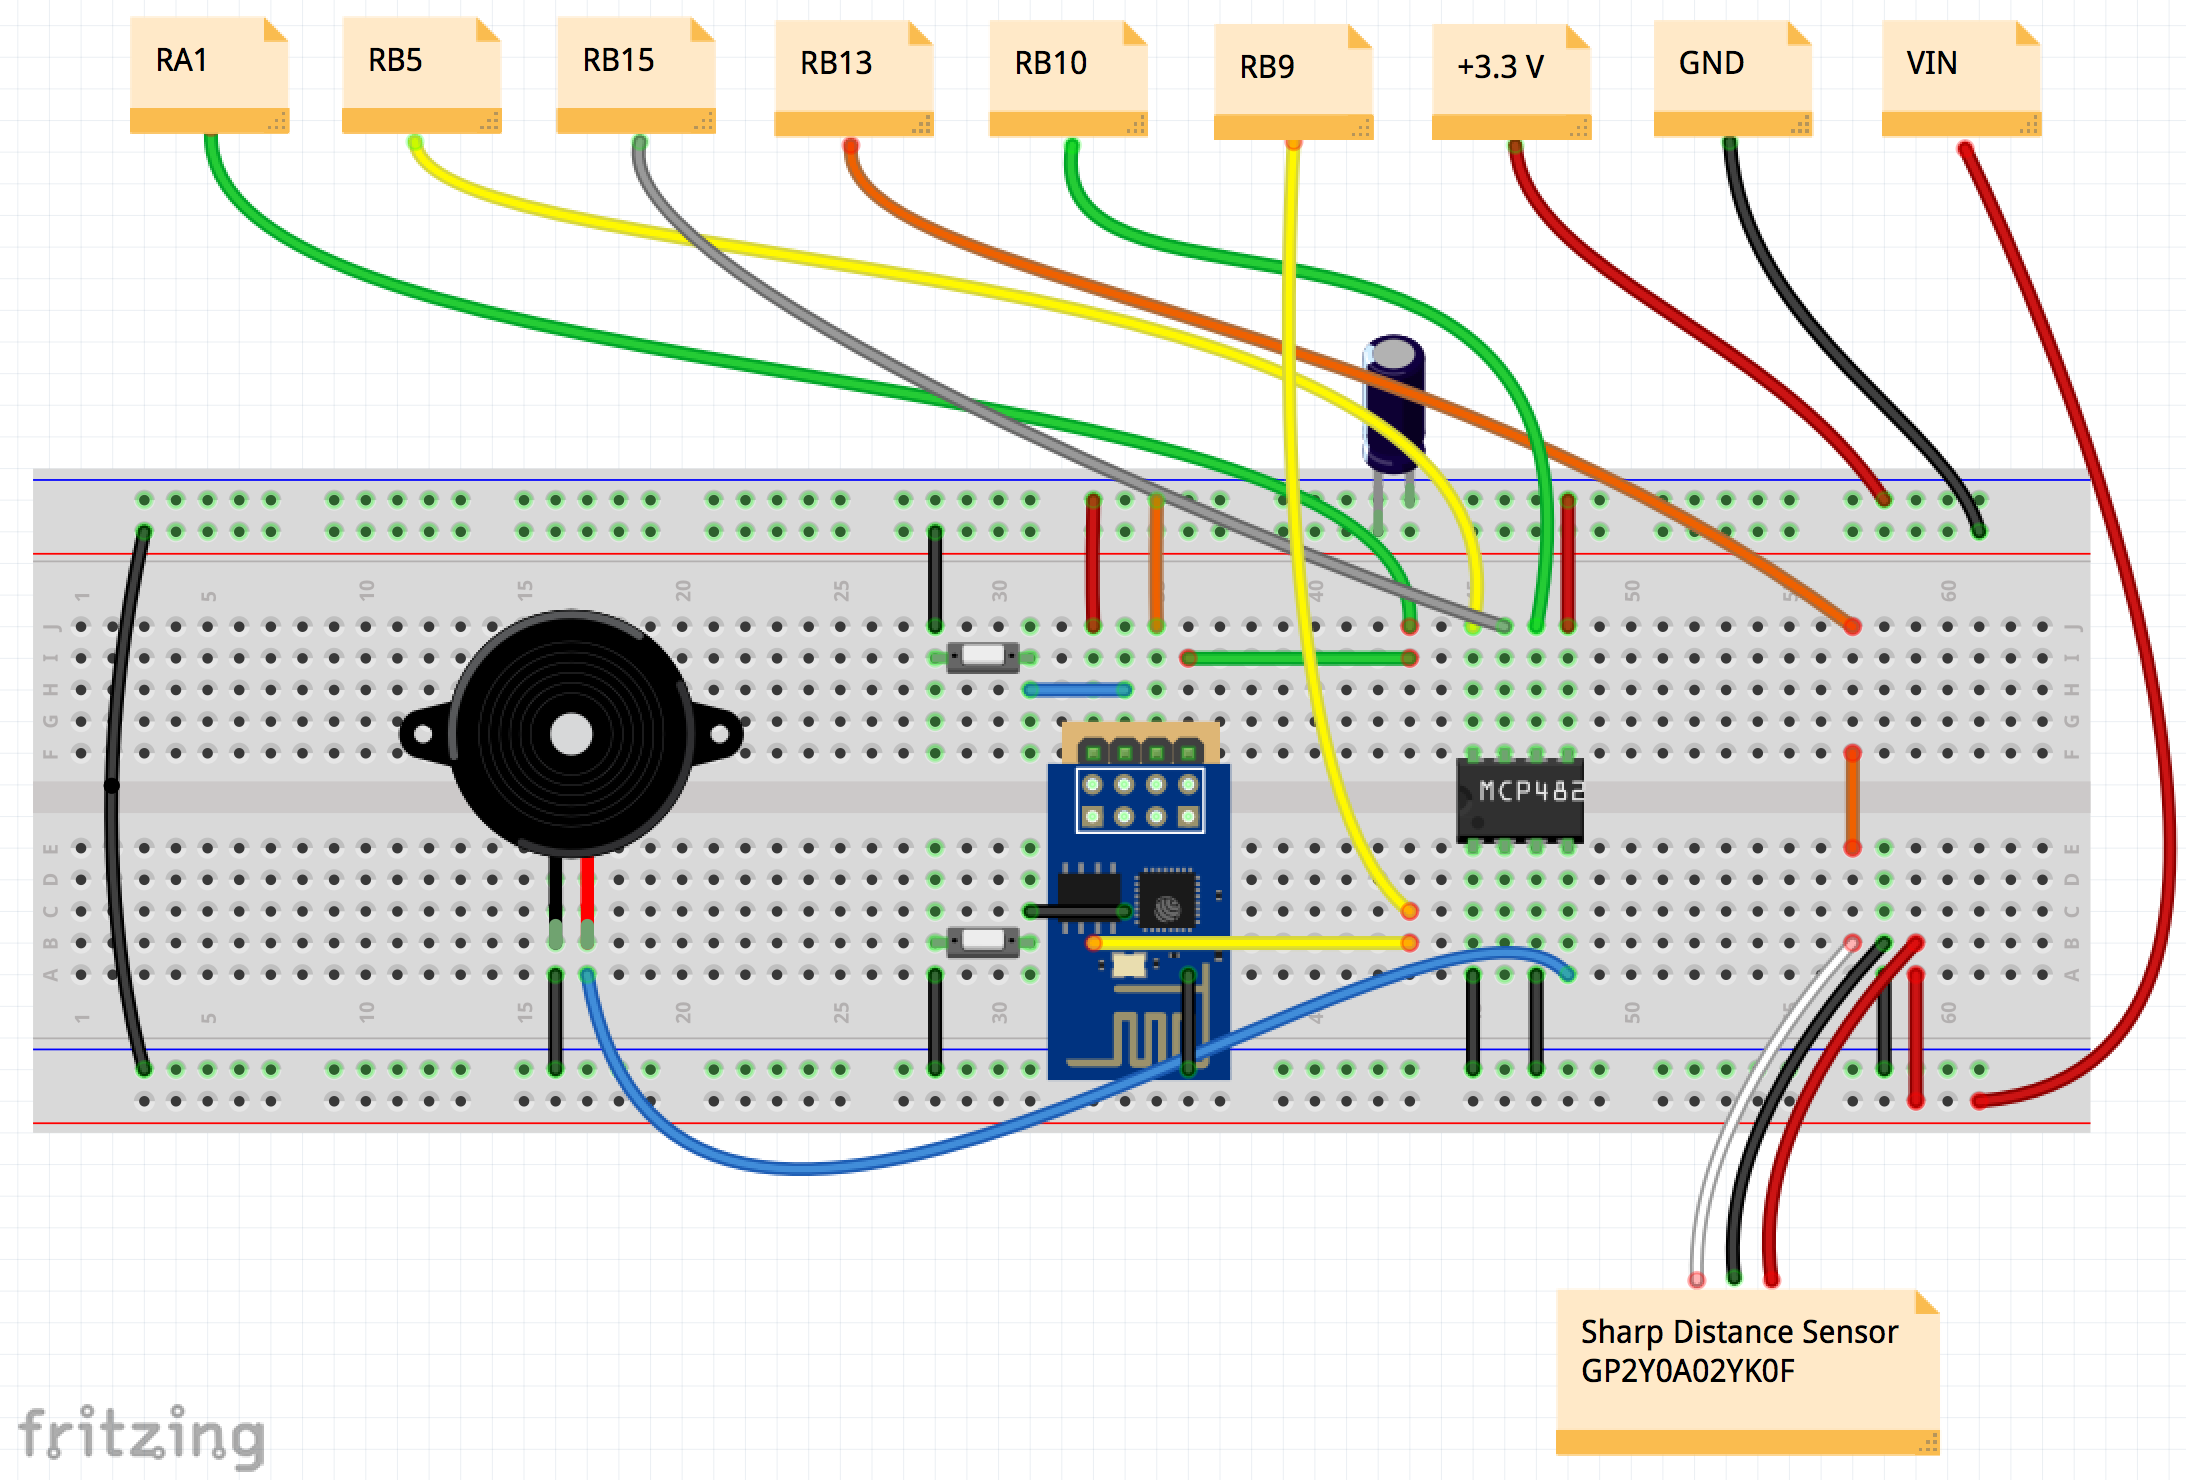 RA1
RB5
RB15
RB13
RB10
RB9
+3.3 V
GND
VIN
1 5 10 15 20 25 30 40 50 60
J J
I I
H H
G G
F F
MCP482
E E
D D
C C
B B
A A
1 5 10 15 20 25 30 40 50 60
Sharp Distance Sensor
GP2Y0A02YK0F
fritzing